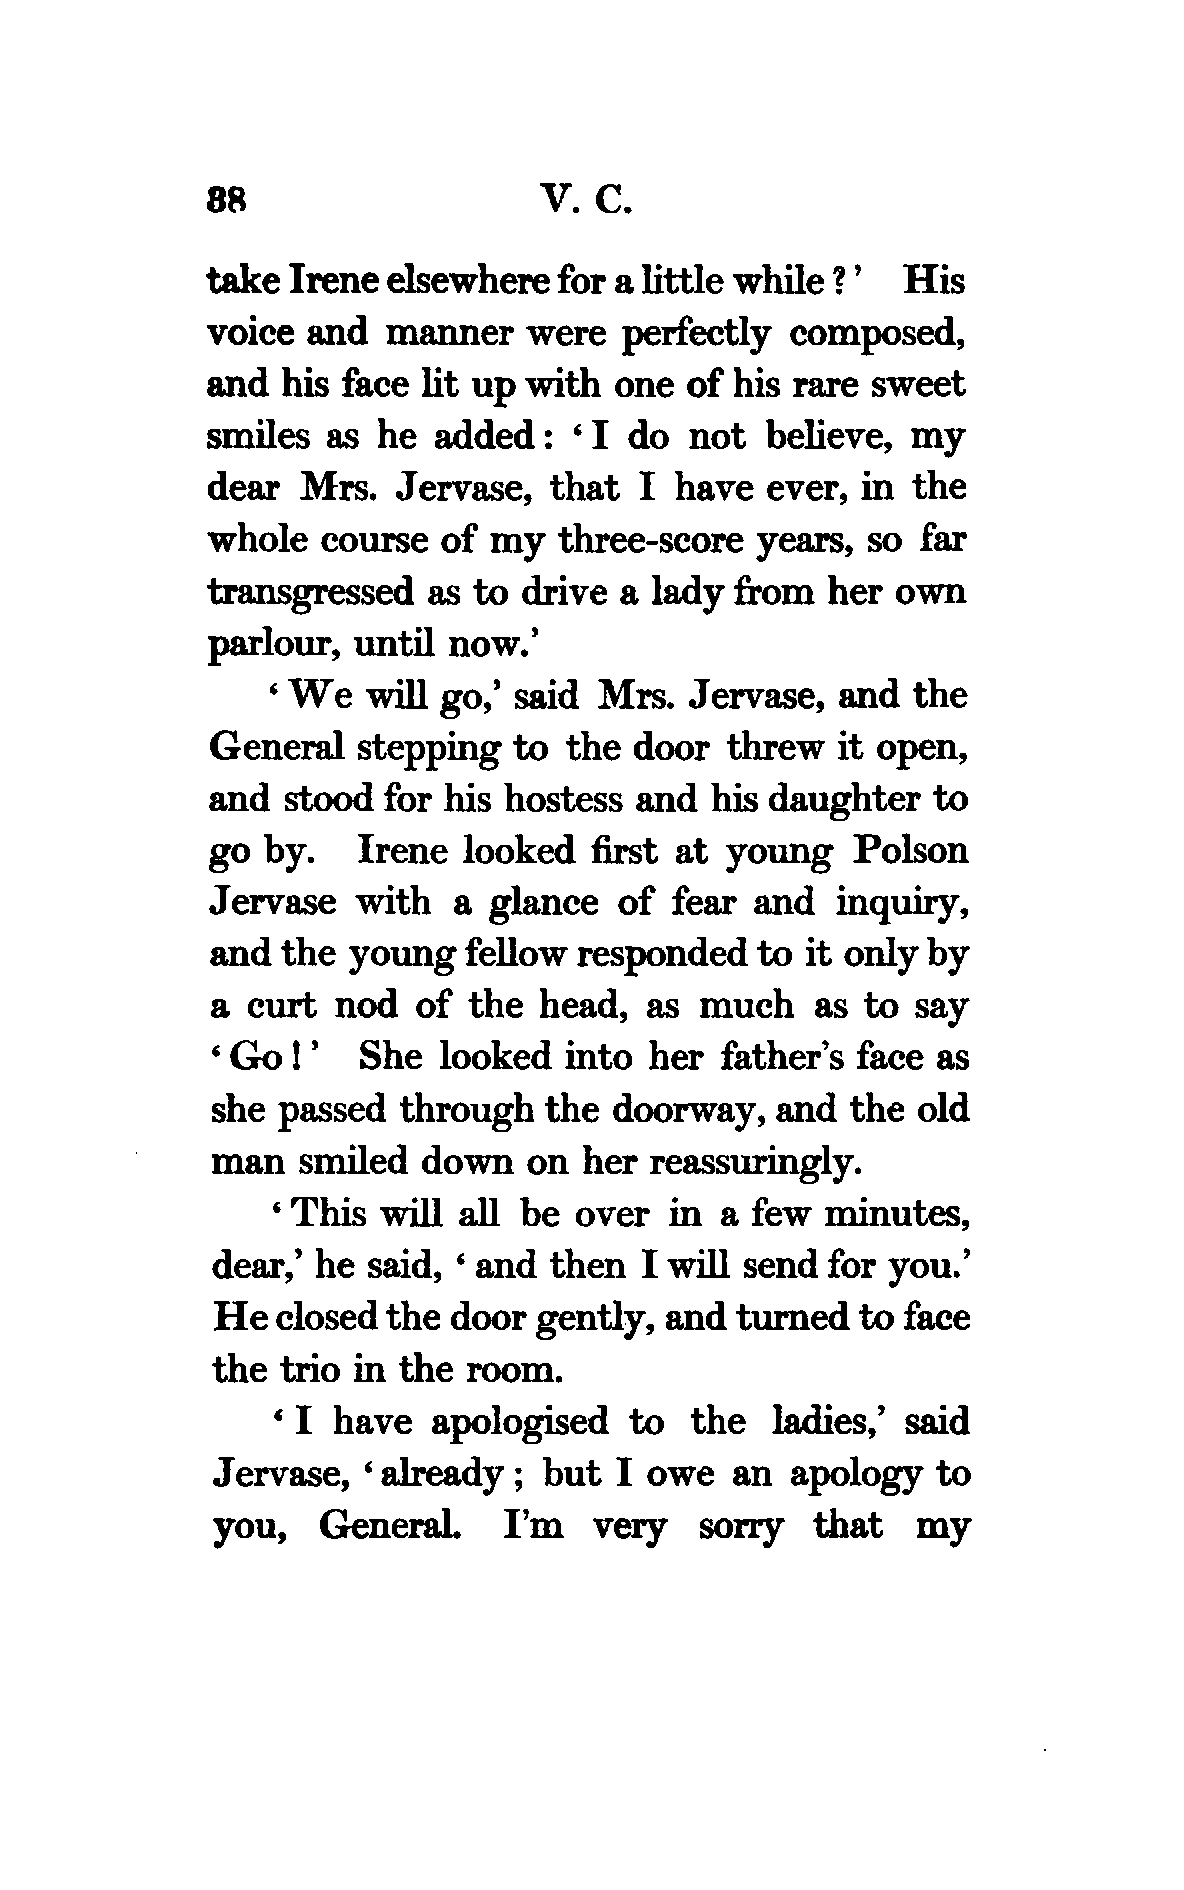 88 V. C.
take Irene elsewhere for a little while ? ’ His
voice and manner were perfectly composed,
and his face lit up with one of his rare sweet
smiles as he added : ‘ I do not believe, my
dear Mrs. Jervase, that I have ever, in the
whole course of my three-score years, so far
transgressed as to drive a lady from her own
parlour, until now.’
‘ We will go,’ said Mrs. Jervase, and the
General stepping to the door threw it open,
and stood for his hostess and his daughter to
go by. Irene looked first at young Polson
Jervase with a glance of fear and inquiry,
and the young fellow responded to it only by
a curt nod of the head, as much as to say
‘ Go ! ’ She looked into her father’s face as
she passed through the doorway, and the old
man smiled down on her reassuringly.
‘ This will all be over in a few minutes,
dear,’ he said, ‘ and then I will send for you.’
He closed the door gently, and turned to face
the trio in the room.
‘ I have apologised to the ladies,’ said
Jervase, ‘ already ; but I owe an apology to
you, General. I’m very sorry that my